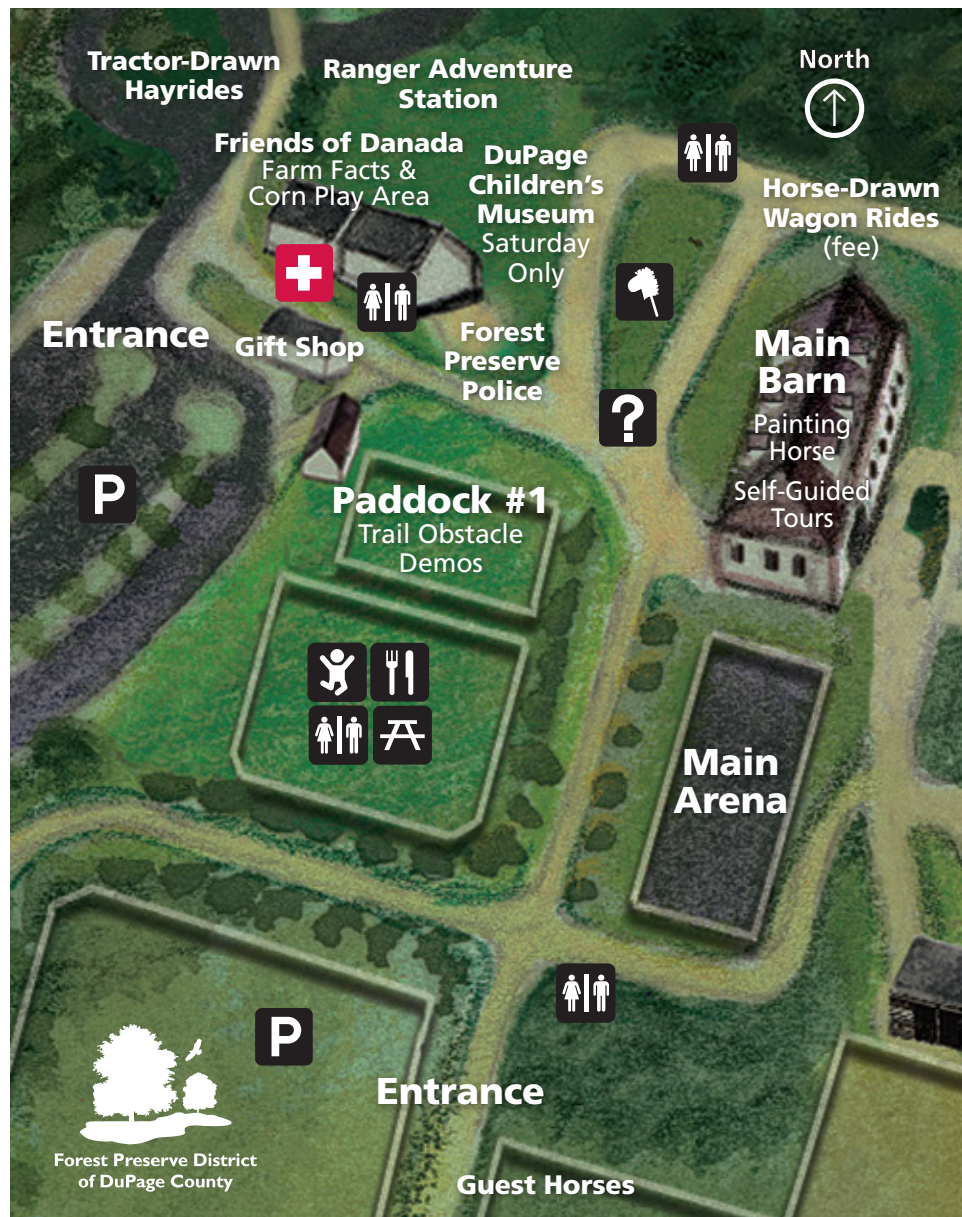 Tractor-Drawn
Hayrides
Ranger Adventure
Station
North
Friends of Danada
Farm Facts &
Corn Play Area
DuPage
Children's
Museum
Saturday
Only
Horse-Drawn
Wagon Rides
(fee)
Entrance
Gift Shop
Forest
Preserve
Police
Main
Barn
Painting
Horse
Self-Guided
Tours
?
P
Paddock #1
Trail Obstacle
Demos
Main
Arena
P
Entrance
Forest Preserve District
of DuPage County
Guest Horses